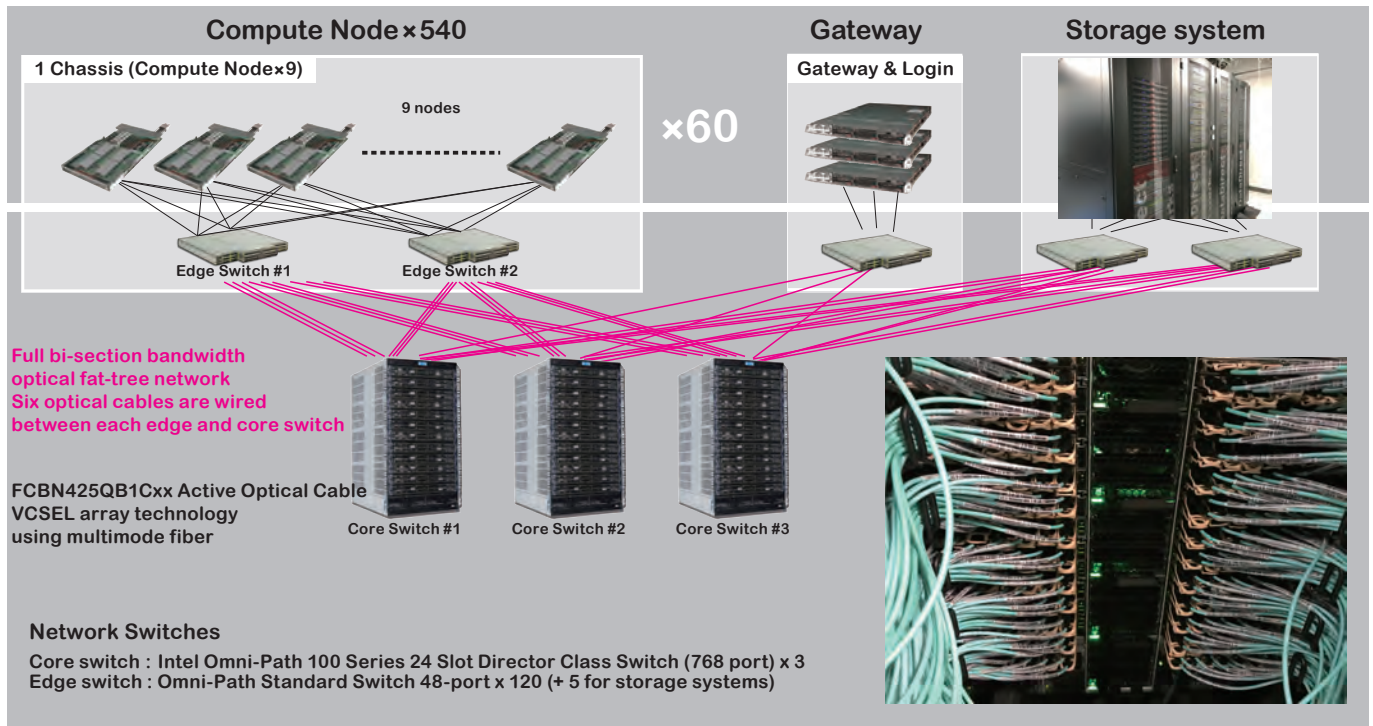 Compute Node×540
Gateway
Storage system
1 Chassis (Compute Node×9)
Gateway & Login
9 nodes
×60
Edge Switch #1
Edge Switch #2
Full bi-section bandwidth
optical fat-tree network
Six optical cables are wired
between each edge and core switch
FCBN425QB1Cxx Active Optical Cable
VCSEL array technology
using multimode fiber
Core Switch #1
Core Switch #2
Core Switch #3
Network Switches
Core switch : Intel Omni-Path 100 Series 24 Slot Director Class Switch (768 port) x 3
Edge switch : Omni-Path Standard Switch 48-port x 120 (+ 5 for storage systems)